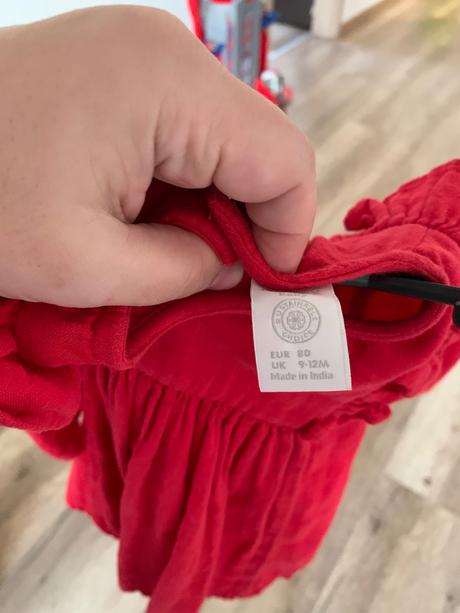 SUSTAINABLE
CHOICE
EUR 80
UK 9-12M
Made in India